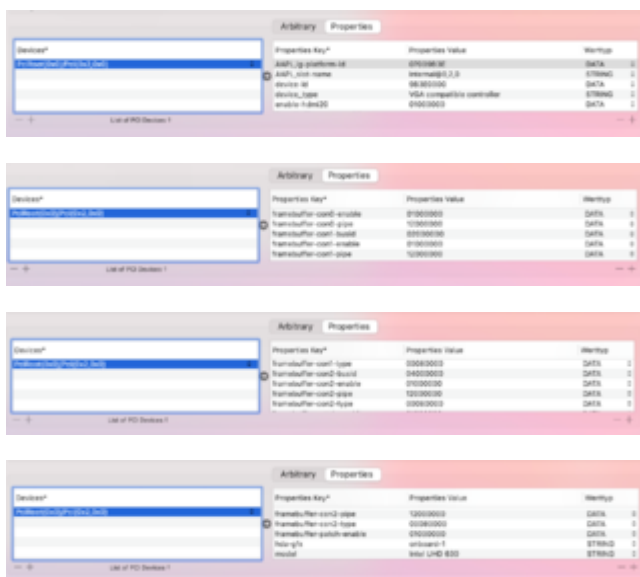 Arbitrary Properties
Devices* Properties Key* Properties Value Werttyp
PciRoot(0x0)/Pci(0x2,0x0) AAPL,ig-platform-id DATA
AAPL,slot-name Internal@0,2,0 STRING
device-id DATA
device_type VGA compatible controller STRING
enable-hdmi20 01000000 DATA
List of PCI Devices 1
Arbitrary Properties
Devices* Properties Key* Properties Value Werttyp
PciRoot(0x0)/Pci(0x2,0x0) framebuffer-con0-enable 01000000 DATA
framebuffer-con0-pipe 12000000 DATA
framebuffer-con1-busid 02000000 DATA
framebuffer-con1-enable 01000000 DATA
framebuffer-con1-pipe 12000000 DATA
List of PCI Devices 1
Arbitrary Properties
Devices* Properties Key* Properties Value Werttyp
PciRoot(0x0)/Pci(0x2,0x0) framebuffer-con1-type 00080000 DATA
framebuffer-con2-busid 04000000 DATA
framebuffer-con2-enable 01000000 DATA
framebuffer-con2-pipe 12000000 DATA
framebuffer-con2-type 00080000 DATA
List of PCI Devices 1
Arbitrary Properties
Devices* Properties Key* Properties Value Werttyp
PciRoot(0x0)/Pci(0x2,0x0) framebuffer-con2-pipe 12000000 DATA
framebuffer-con2-type 00080000 DATA
framebuffer-patch-enable 01000000 DATA
hda-gfx onboard-1 STRING
model Intel UHD 630 STRING
List of PCI Devices 1